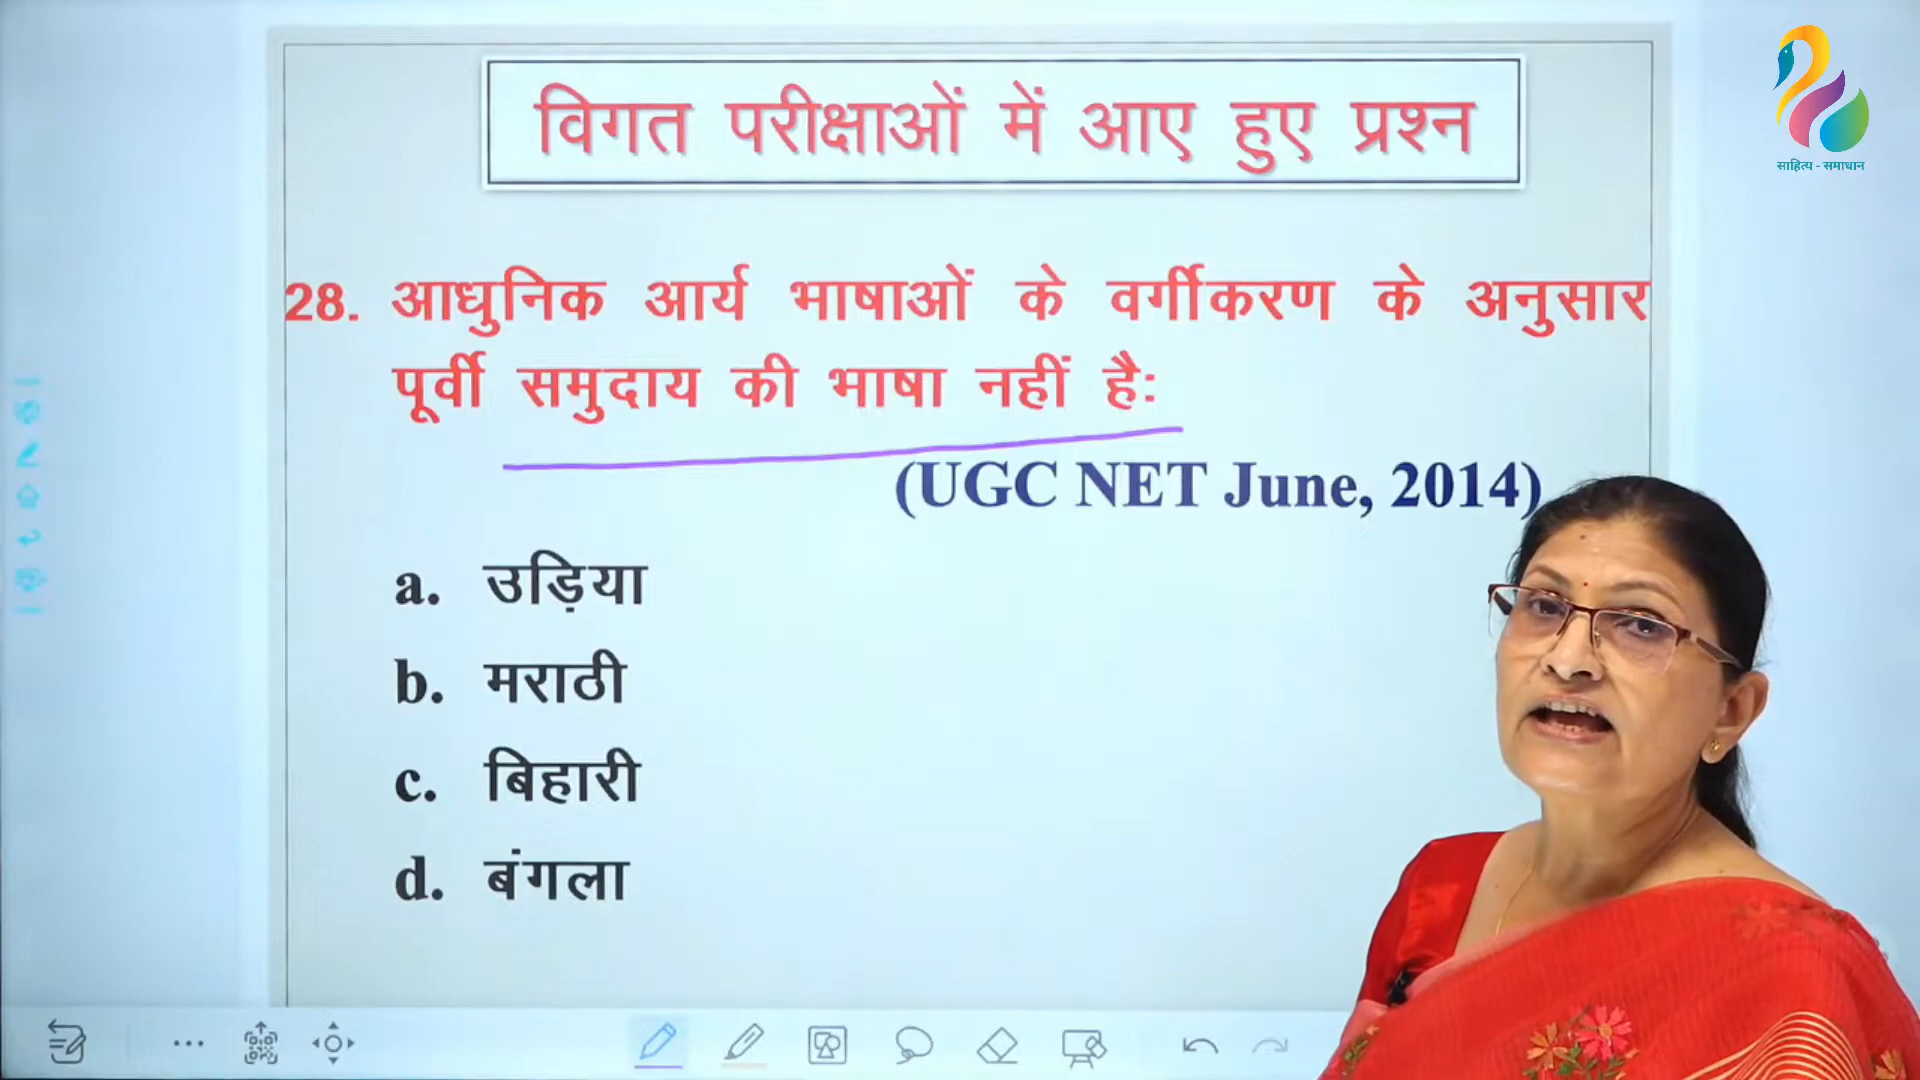 साहित्य - समाधान
विगत परीक्षाओं में आए हुए प्रश्न
28. आधुनिक आर्य भाषाओं के वर्गीकरण के अनुसार
पूर्वी समुदाय की भाषा नहीं है:
(UGC NET June, 2014)
a. उड़िया
b. मराठी
c. बिहारी
d. बंगला